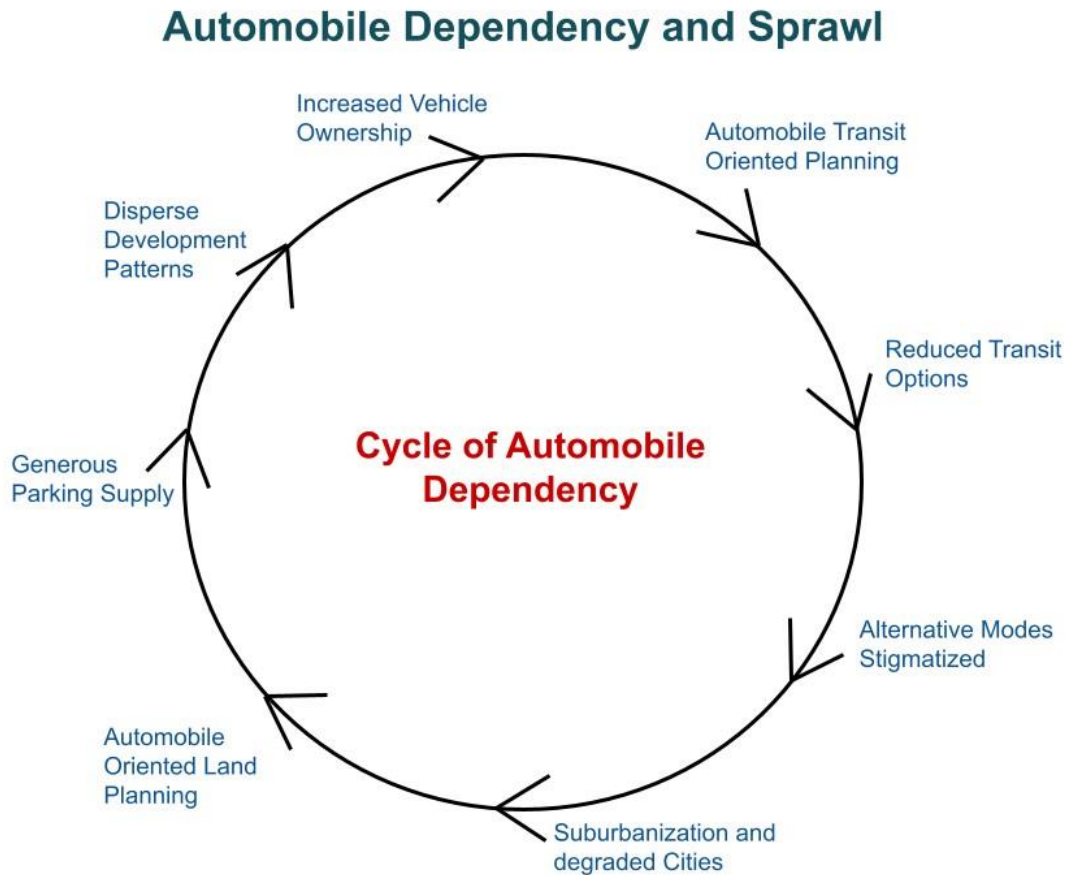 Automobile Dependency and Sprawl
Increased Vehicle
Ownership
Automobile Transit
Oriented Planning
Reduced Transit
Options
Alternative Modes
Stigmatized
Suburbanization and
degraded Cities
Automobile
Oriented Land
Planning
Generous
Parking Supply
Disperse
Development
Patterns
Cycle of Automobile
Dependency